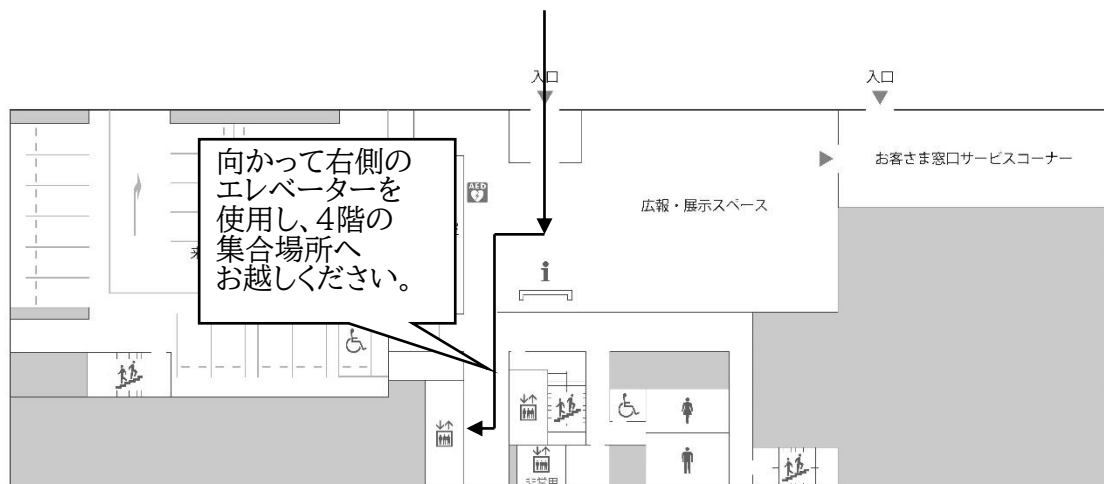 入口
入口
向かって右側の
エレベーターを
使用し、4階の
集合場所へ
お越しください。
AED
お客さま窓口サービスコーナー
広報・展示スペース
i